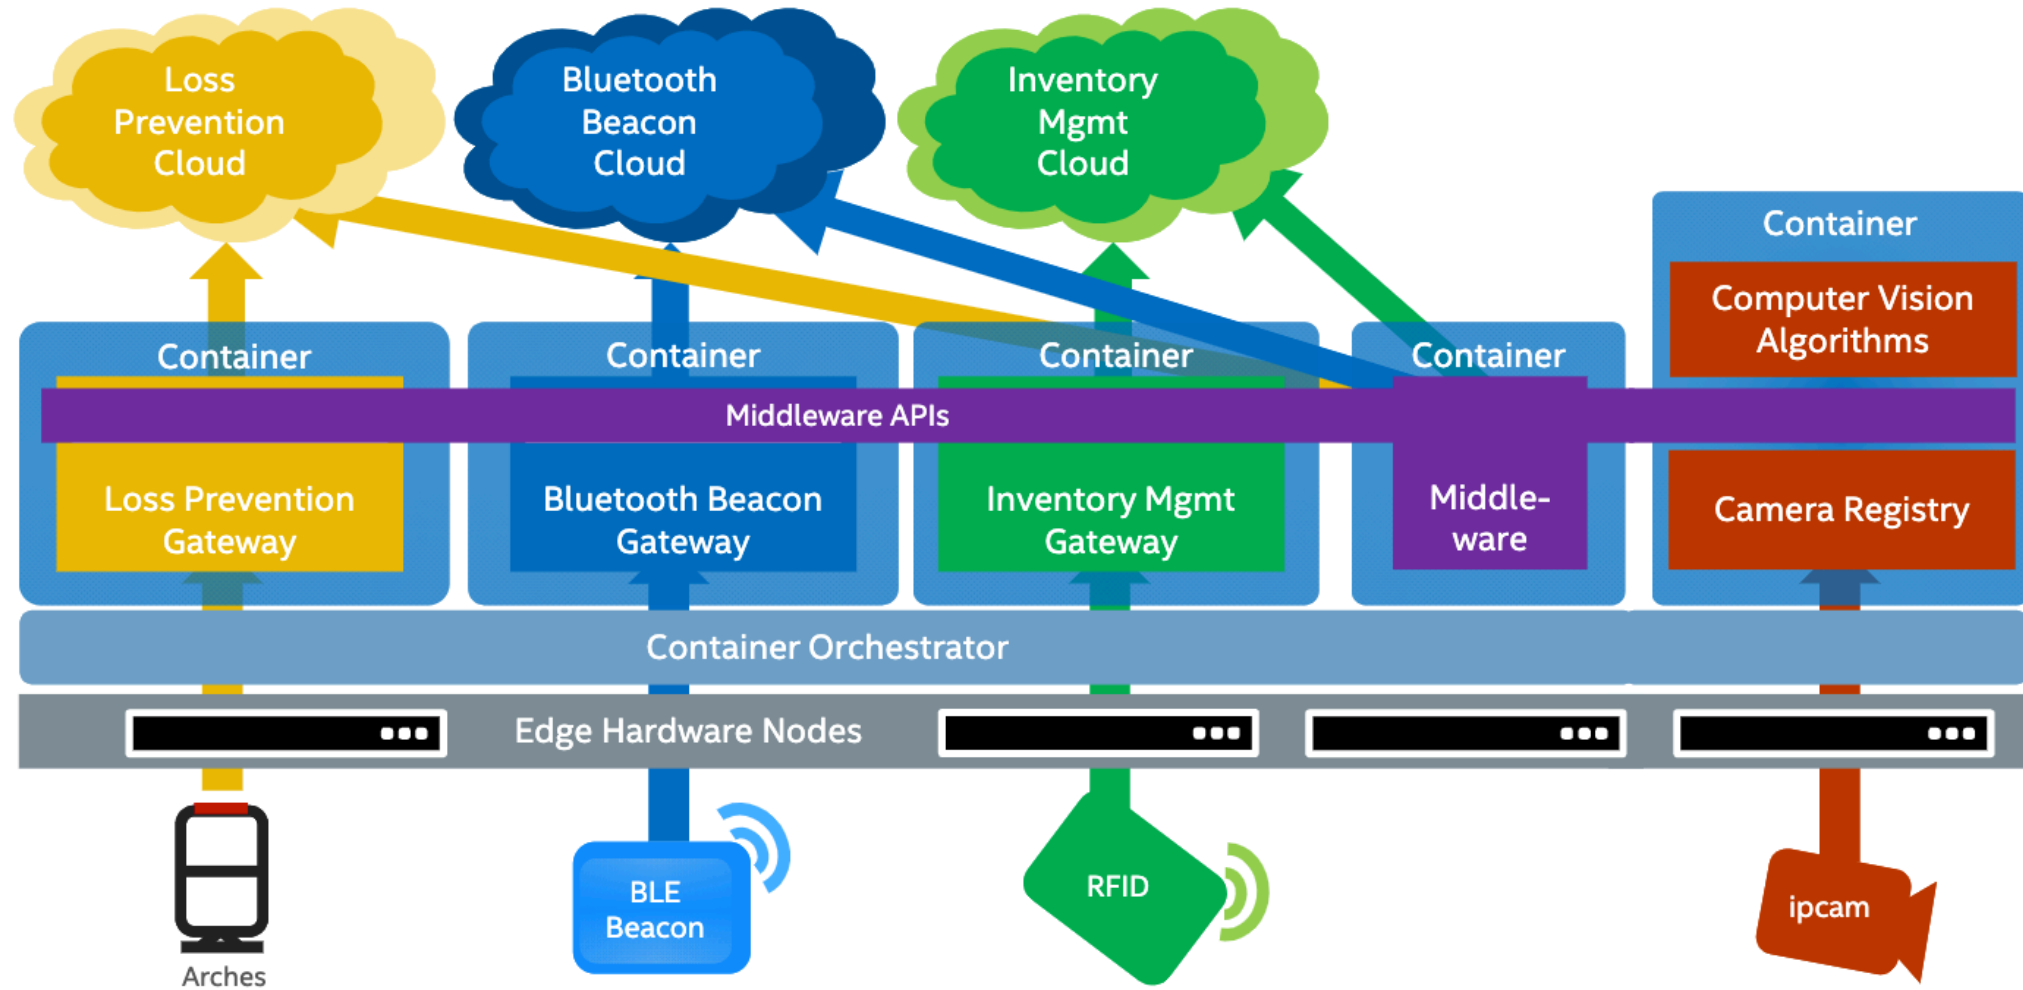 Loss
Prevention
Cloud
Bluetooth
Beacon
Cloud
Inventory
Mgmt
Cloud
Container
Computer Vision
Algorithms
Container
Container
Container
Container
Middleware APIs
Loss Prevention
Gateway
Bluetooth Beacon
Gateway
Inventory Mgmt
Gateway
Middle-
ware
Camera Registry
Container Orchestrator
Edge Hardware Nodes
Arches
BLE
Beacon
RFID
ipcam